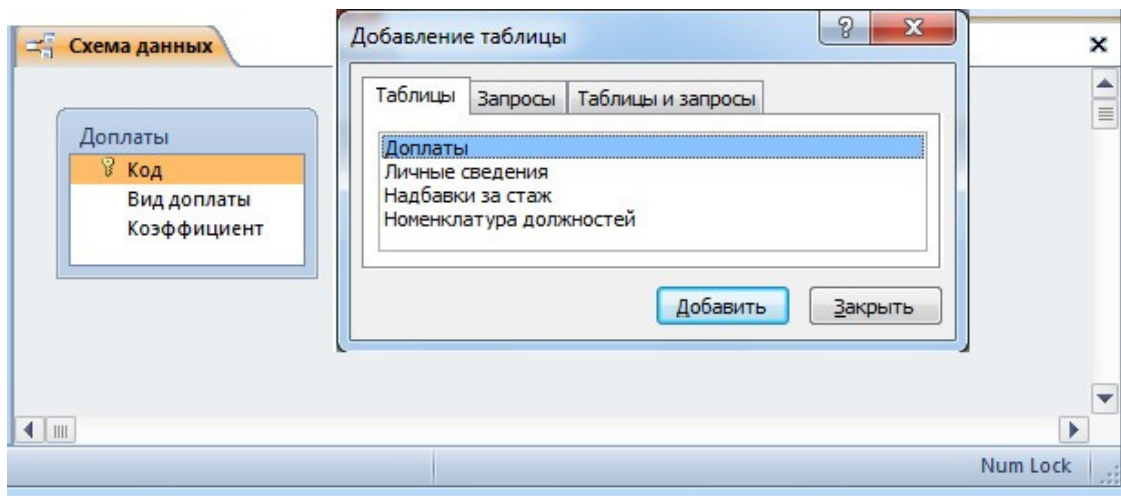 Схема данных
Доплаты
Код
Вид доплаты
Коэффициент
Добавление таблицы
Таблицы Запросы Таблицы и запросы
Доплаты
Личные сведения
Надбавки за стаж
Номенклатура должностей
Добавить Закрыть
Num Lock